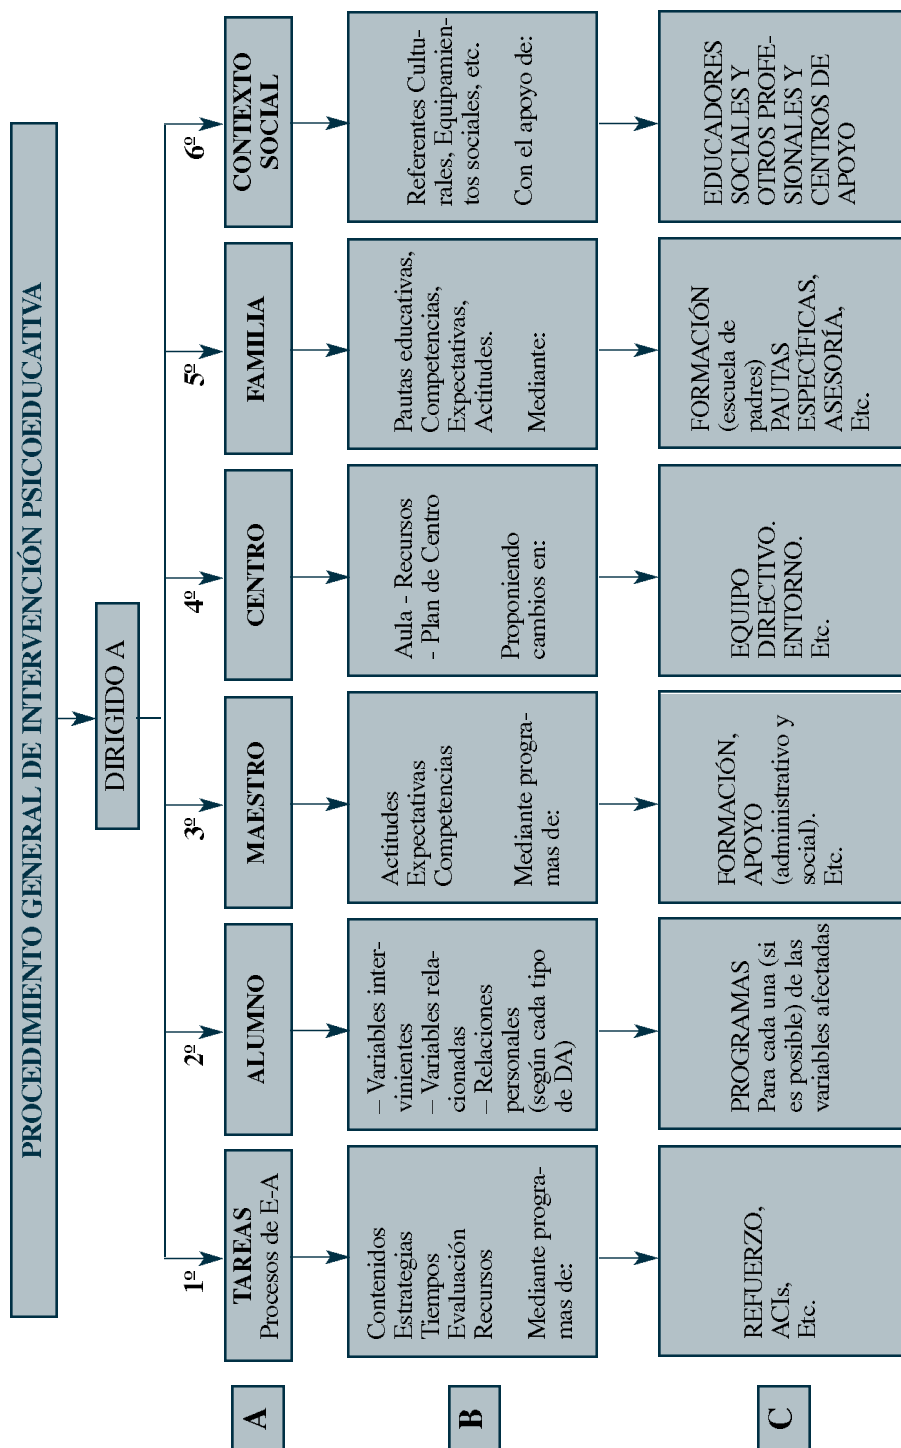 PROCEDIMIENTO GENERAL DE INTERVENCIÓN PSICOEDUCATIVA
DIRIGIDO A
1º
2º
3º
4º
5º
6º
A
TAREAS
Procesos de E-A
ALUMNO
MAESTRO
CENTRO
FAMILIA
CONTEXTO
SOCIAL
B
Contenidos
Estrategias
Tiempos
Evaluación
Recursos
Mediante progra-
mas de:
– Variables inter-
vinientes
– Variables rela-
cionadas
– Relaciones
personales
(según cada tipo
de DA)
Actitudes
Expectativas
Competencias
Mediante progra-
mas de:
Aula - Recursos
- Plan de Centro
Proponiendo
cambios en:
Pautas educativas,
Competencias,
Expectativas,
Actitudes.
Mediante:
Referentes Cultu-
rales, Equipamien-
tos sociales, etc.
Con el apoyo de:
C
REFUERZO,
ACIs,
Etc.
PROGRAMAS
Para cada una (si
es posible) de las
variables afectadas
FORMACIÓN,
APOYO
(administrativo y
social).
Etc.
EQUIPO
DIRECTIVO.
ENTORNO.
Etc.
FORMACIÓN
(escuela de
padres)
PAUTAS
ESPECÍFICAS,
ASESORÍA,
Etc.
EDUCADORES
SOCIALES Y
OTROS PROFE-
SIONALES Y
CENTROS DE
APOYO